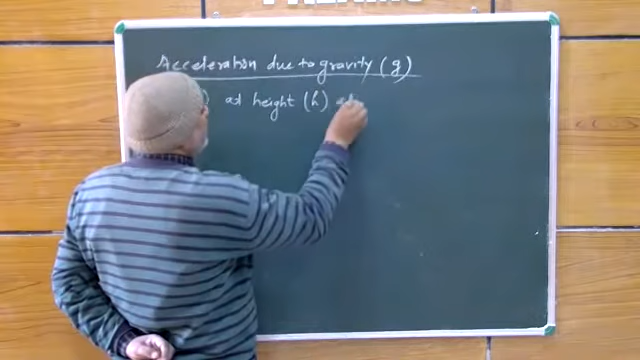 Acceleration due to gravity (g)
at height (h)